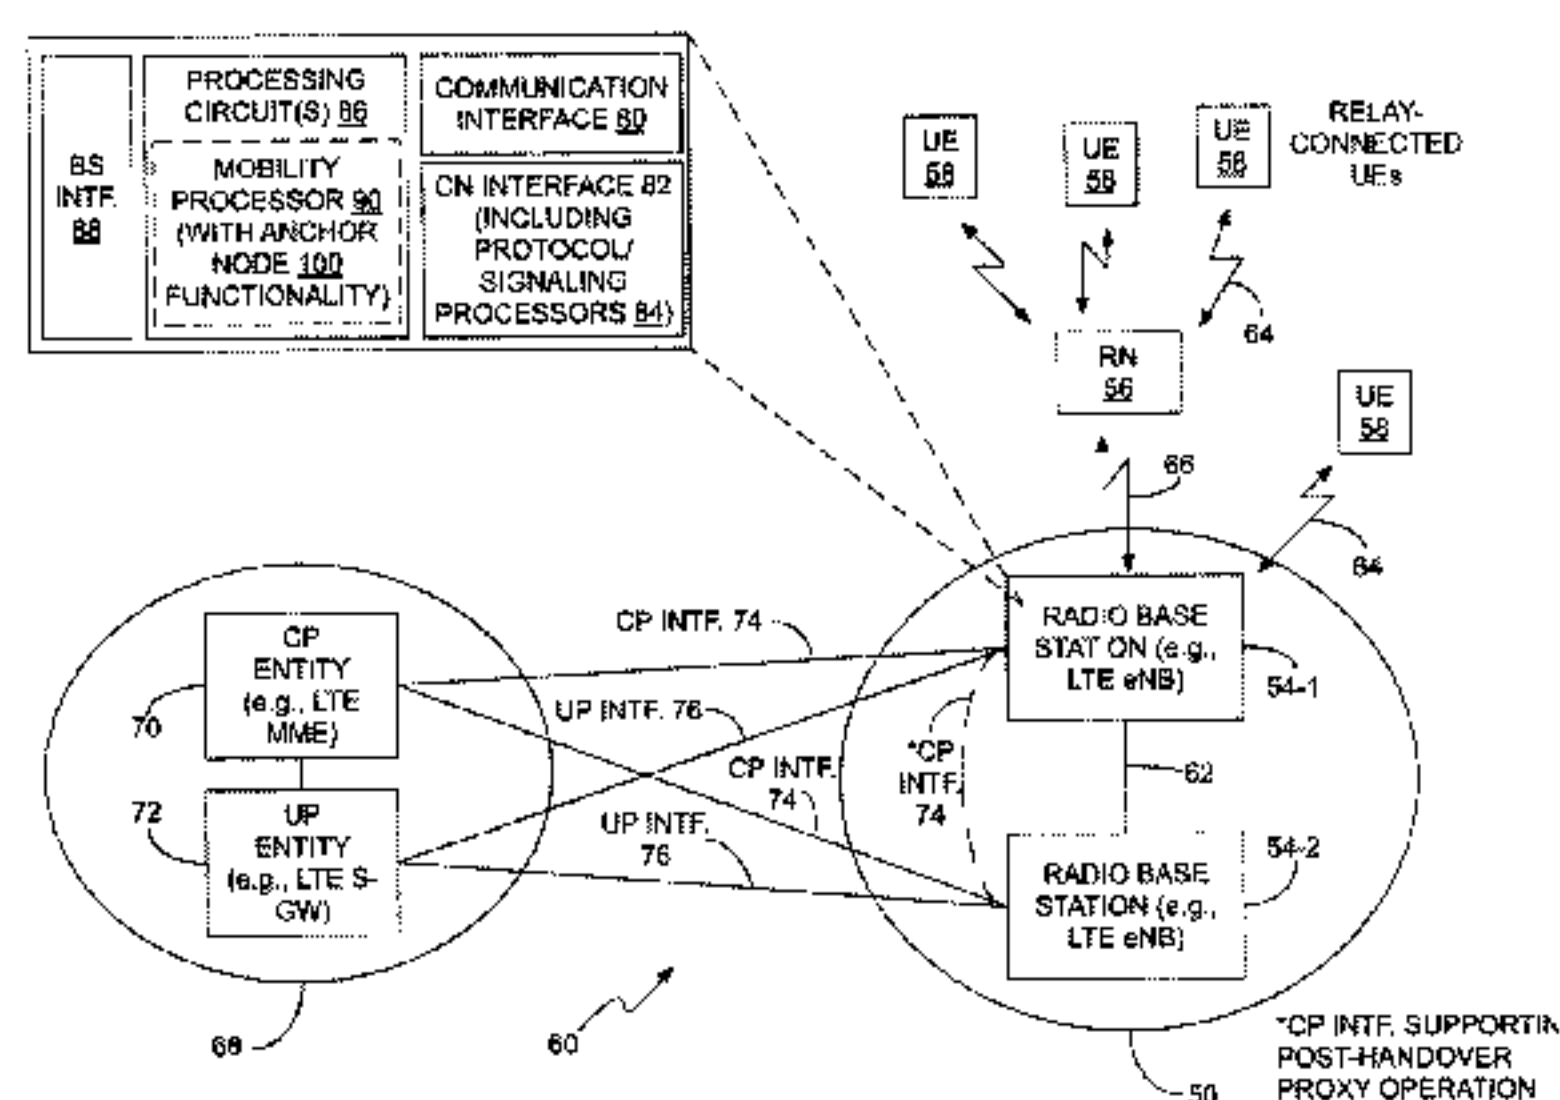 BS
INTF.
88
PROCESSING
CIRCUIT(S) 86
MOBILITY
PROCESSOR 90
(WITH ANCHOR
NODE 100
FUNCTIONALITY)
COMMUNICATION
INTERFACE 80
CN INTERFACE 82
(INCLUDING
PROTOCOL/
SIGNALING
PROCESSORS 84)
UE
58
UE
58
UE
58
RELAY-
CONNECTED
UEs
64
RN
56
UE
58
66
64
CP
ENTITY
(e.g., LTE
MME)
70
UP
ENTITY
(e.g., LTE S-
GW)
72
CP INTF. 74
UP INTF. 76
CP INTF.
74
UP INTF.
76
*CP
INTF.
74
RADIO BASE
STATION (e.g.,
LTE eNB)
54-1
62
RADIO BASE
STATION (e.g.,
LTE eNB)
54-2
68
60
50
*CP INTF. SUPPORTIN
POST-HANDOVER
PROXY OPERATION